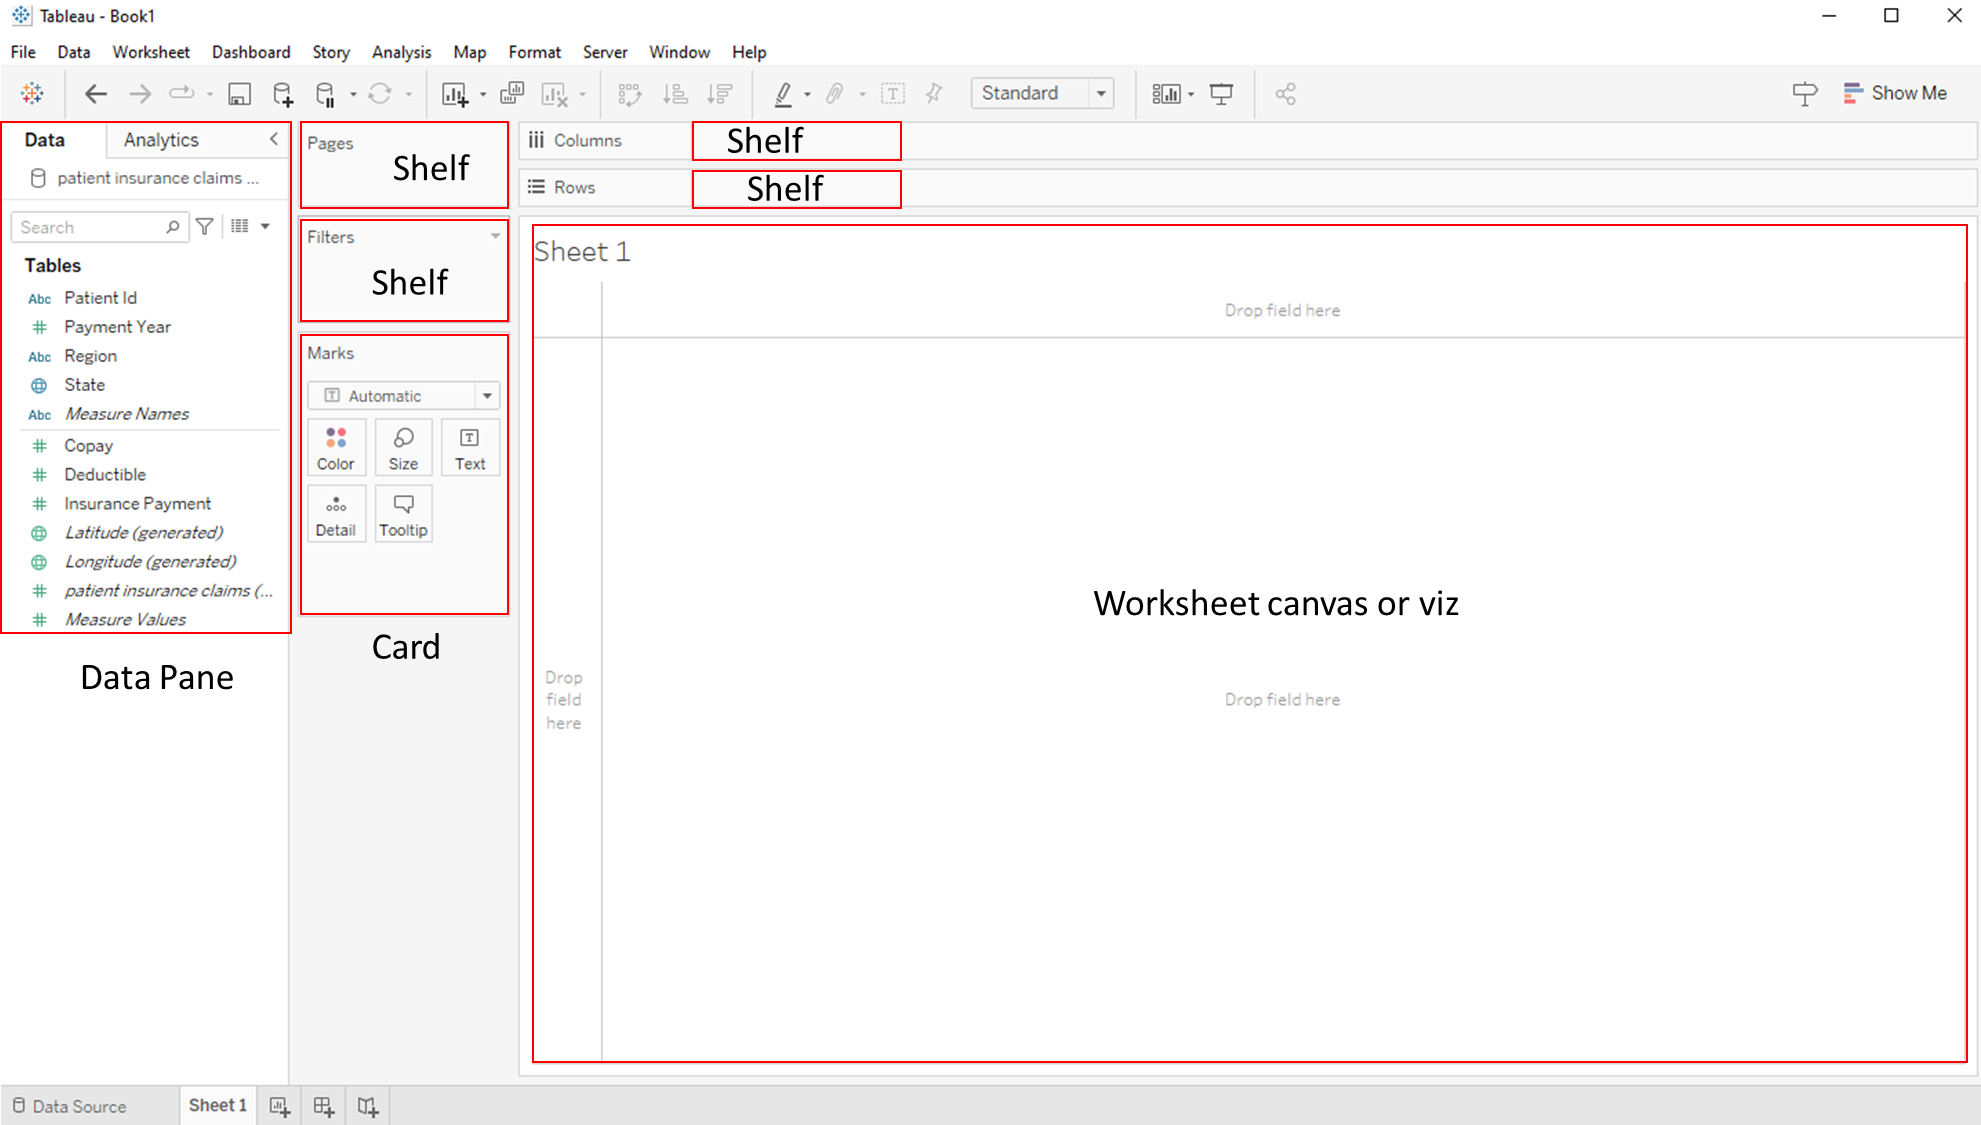 Tableau - Book1
File Data Worksheet Dashboard Story Analysis Map Format Server Window Help
Standard
Show Me
Data Analytics
patient insurance claims ...
Search
Tables
Abc Patient Id
# Payment Year
Abc Region
State
Abc Measure Names
# Copay
# Deductible
# Insurance Payment
Latitude (generated)
Longitude (generated)
# patient insurance claims (...
# Measure Values
Data Pane
Pages
Shelf
Filters
Shelf
Marks
Automatic
Color Size Text
Detail Tooltip
Card
Columns Shelf
Rows Shelf
Sheet 1
Drop field here
Worksheet canvas or viz
Drop
field
here
Drop field here
Data Source Sheet 1